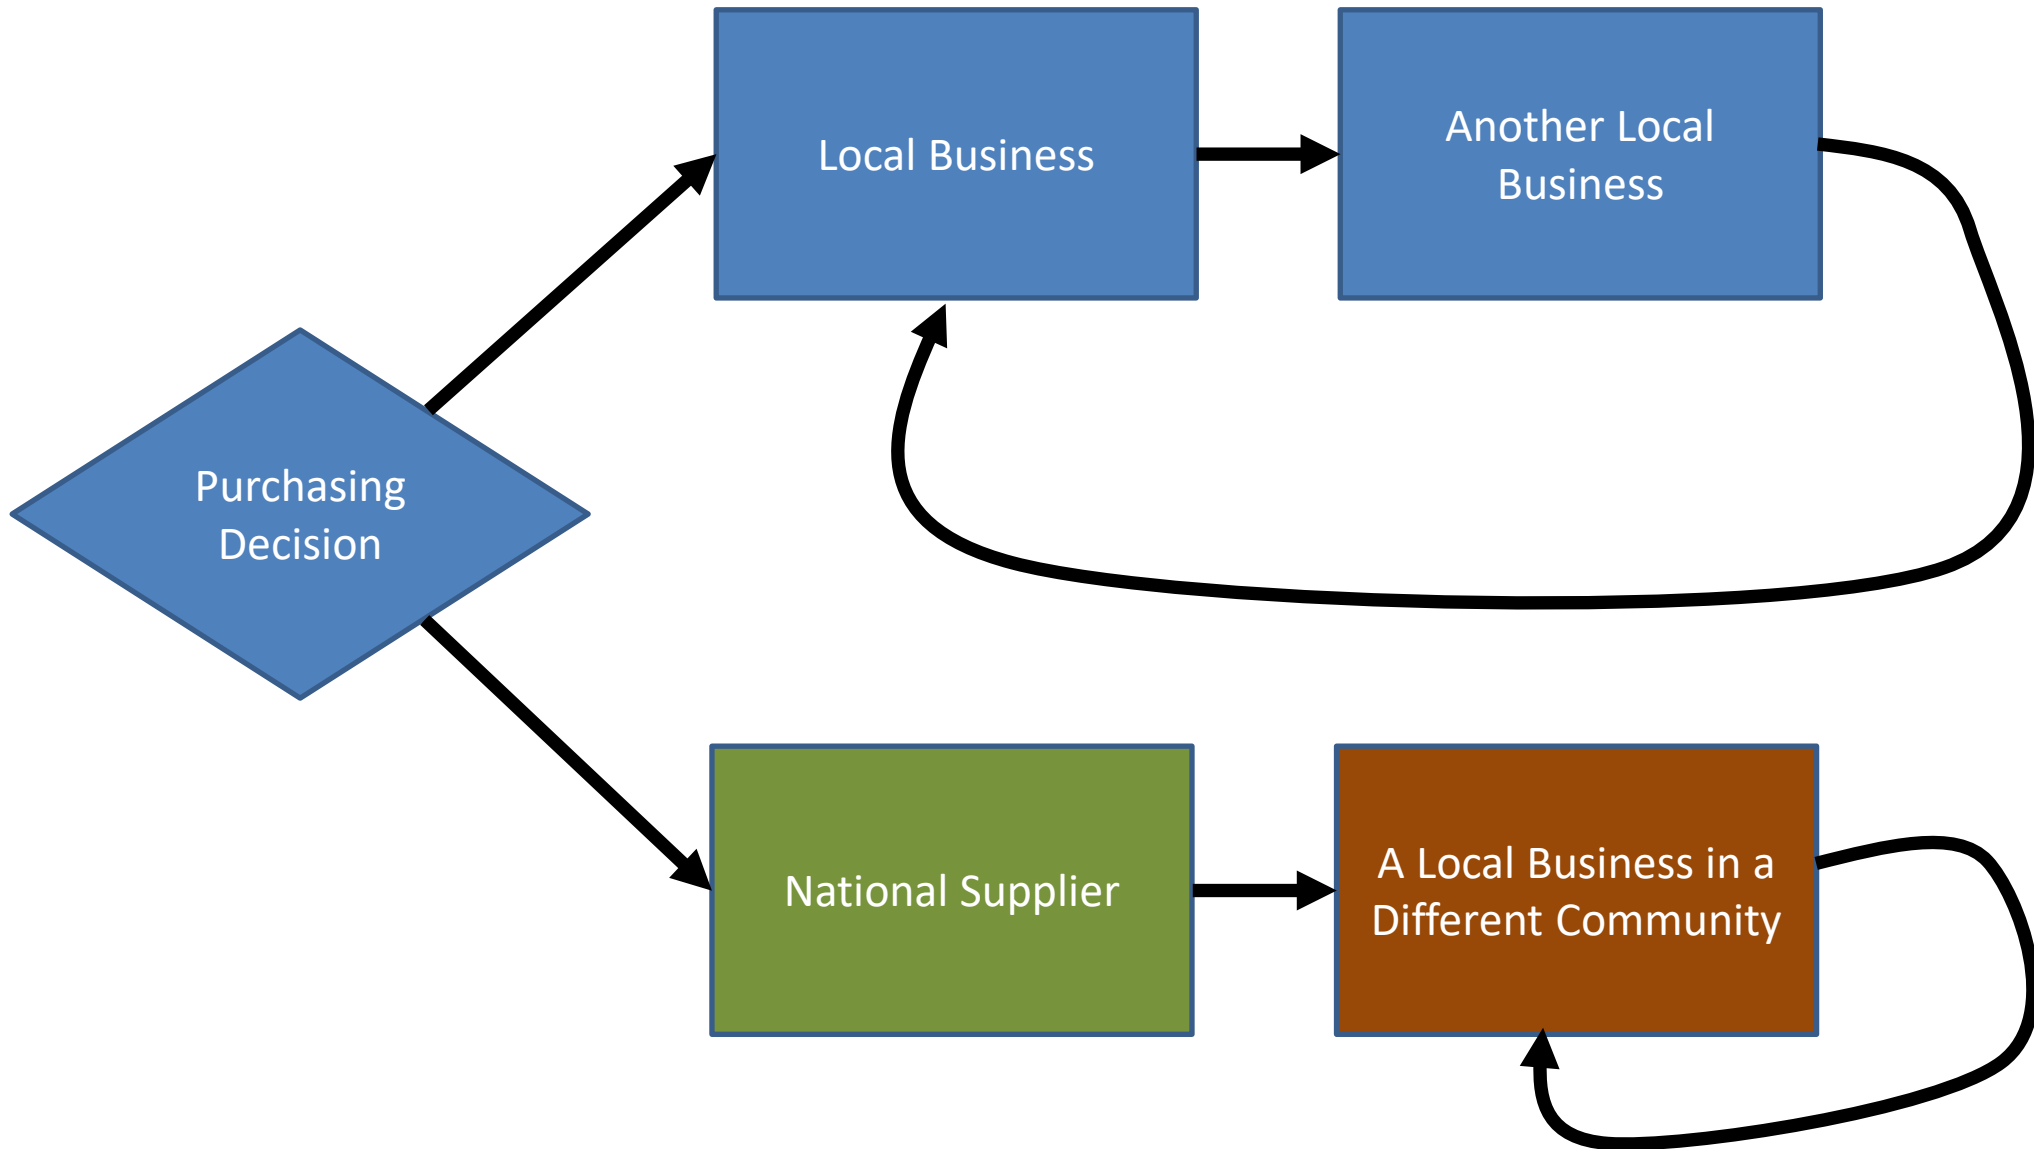 Local Business
Another Local
Business
Purchasing
Decision
National Supplier
A Local Business in a
Different Community